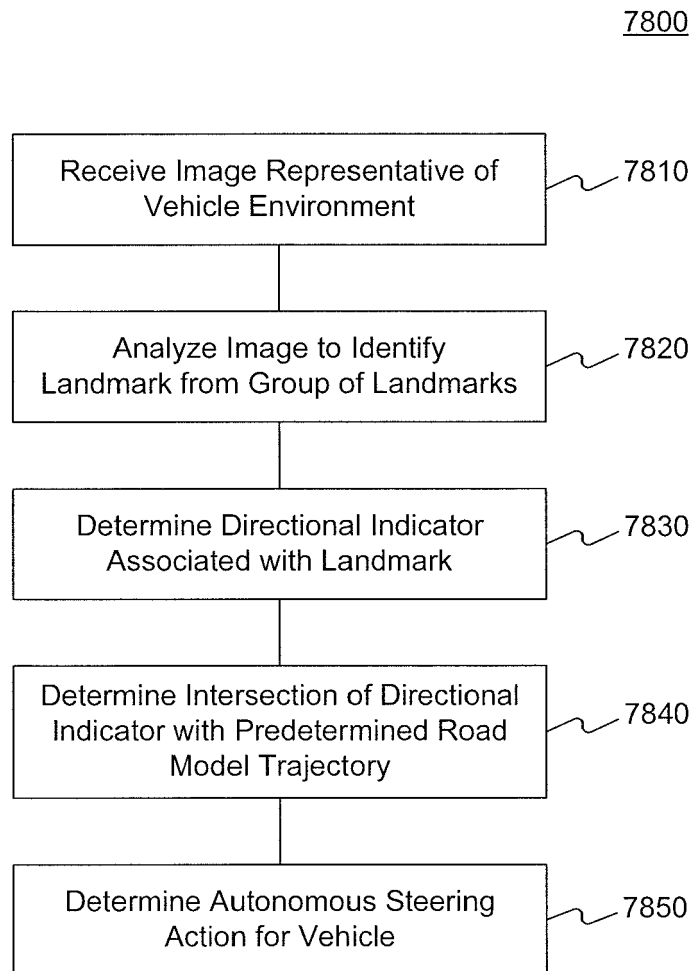 7800
Receive Image Representative of
Vehicle Environment
7810
Analyze Image to Identify
Landmark from Group of Landmarks
7820
Determine Directional Indicator
Associated with Landmark
7830
Determine Intersection of Directional
Indicator with Predetermined Road
Model Trajectory
7840
Determine Autonomous Steering
Action for Vehicle
7850